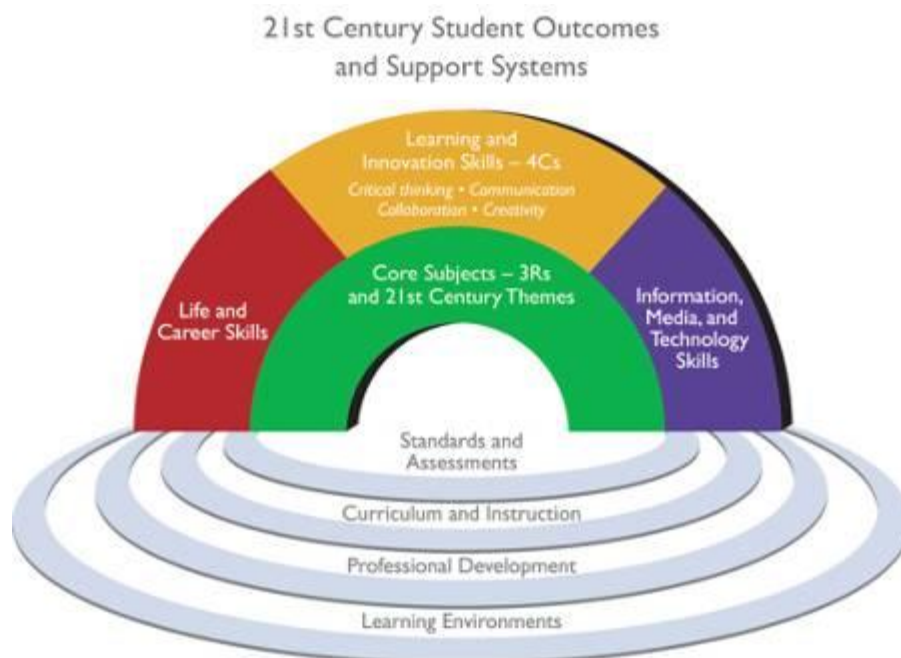 21st Century Student Outcomes
and Support Systems
Learning and
Innovation Skills – 4Cs
Critical thinking • Communication
Collaboration • Creativity
Core Subjects – 3Rs
and 21st Century Themes
Life and
Career Skills
Information,
Media, and
Technology
Skills
Standards and
Assessments
Curriculum and Instruction
Professional Development
Learning Environments